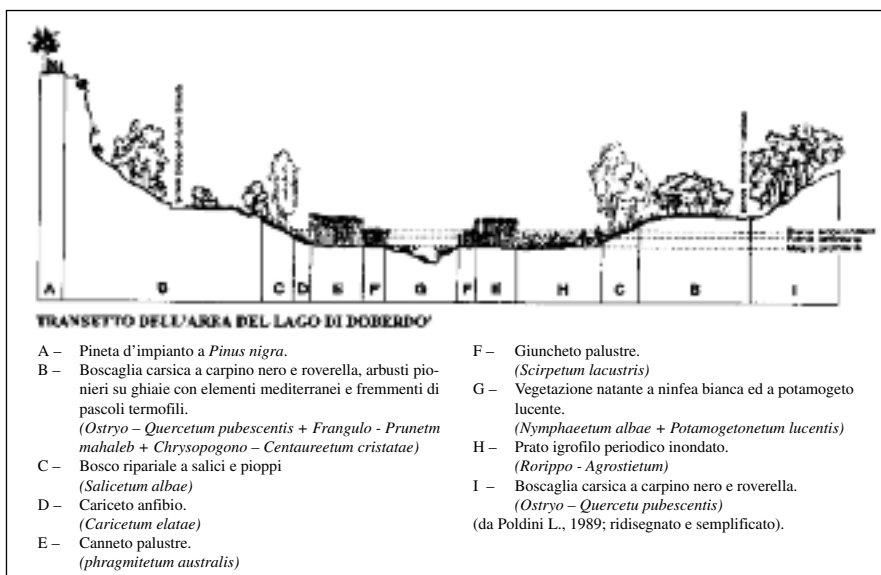 A B C D E F G F E H C B I
TRANSETTO DELL'AREA DEL LAGO DI DOBERDO'
A – Pineta d'impianto a Pinus nigra.
B – Boscaglia carsica a carpino nero e roverella, arbusti pio-
nieri su ghiaie con elementi mediterranei e fremmenti di
pascoli termofili.
(Ostryo – Quercetum pubescentis + Frangulo - Prunetm
mahaleb + Chrysopogono – Centaureetum cristatae)
C – Bosco ripariale a salici e pioppi
(Salicetum albae)
D – Cariceto anfibio.
(Caricetum elatae)
E – Canneto palustre.
(phragmitetum australis)
F – Giuncheto palustre.
(Scirpetum lacustris)
G – Vegetazione natante a ninfea bianca ed a potamogeto
lucente.
(Nymphaeetum albae + Potamogetonetum lucentis)
H – Prato igrofilo periodico inondato.
(Rorippo - Agrostietum)
I – Boscaglia carsica a carpino nero e roverella.
(Ostryo – Quercetu pubescentis)
(da Poldini L., 1989; ridisegnato e semplificato).